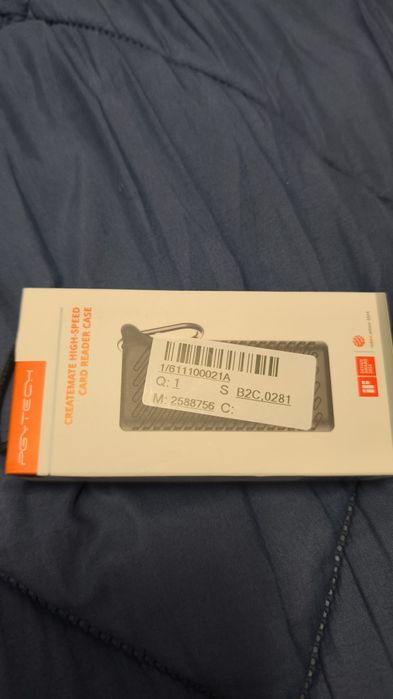 PGYTECH
CREATEMATE HIGH-SPEED
CARD READER CASE
1/611100021A
Q: 1 S B2C,0281
M: 2588756 C: